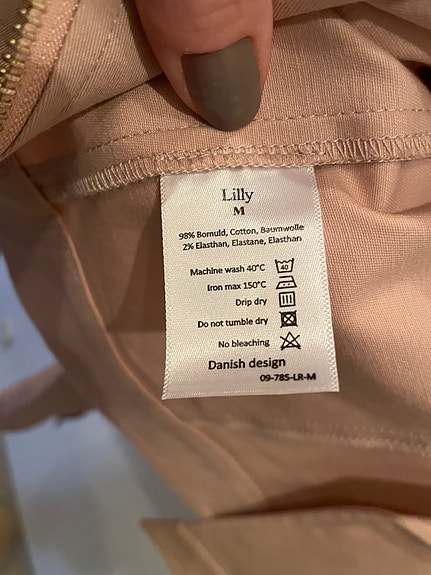 Lilly
M
98% Bomuld, Cotton, Baumwolle
2% Elasthan, Elastane, Elasthan
Machine wash 40°C 40
Iron max 150°C
Drip dry
Do not tumble dry
No bleaching
Danish design
09-785-LR-M